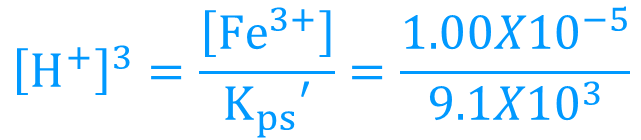 [H⁺]³ = [Fe³⁺] / Kₚₛ′ = 1.00X10⁻⁵ / 9.1X10³